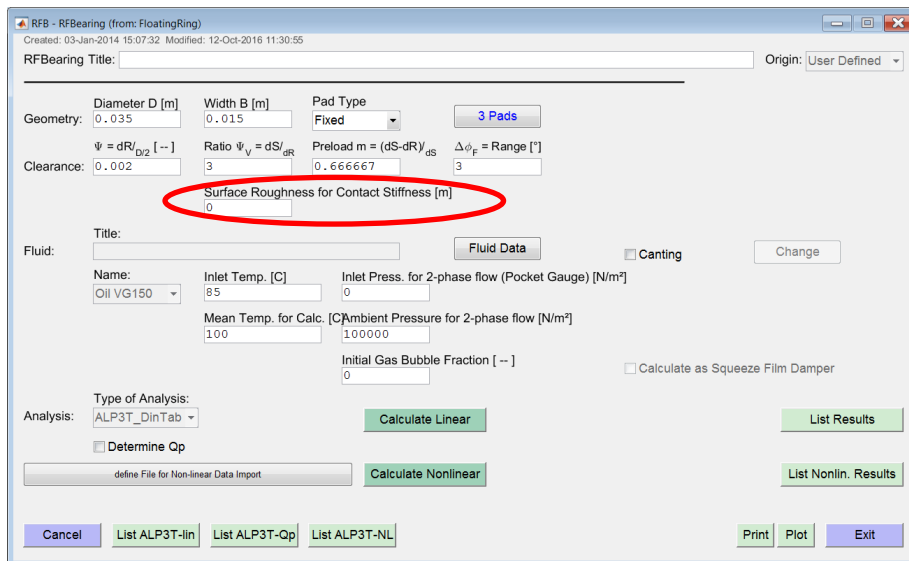 RFB - RFBearing (from: FloatingRing)
Created: 03-Jan-2014 15:07:32 Modified: 12-Oct-2016 11:30:55
RFBearing Title: Origin: User Defined
Diameter D [m] Width B [m] Pad Type
Geometry: 0.035 0.015 Fixed 3 Pads
Ψ = dR/D/2 [ -- ] Ratio ΨV = dS/dR Preload m = (dS-dR)/dS ΔϕF = Range [°]
Clearance: 0.002 3 0.666667 3
Surface Roughness for Contact Stiffness [m]
0
Title:
Fluid: Fluid Data Canting Change
Name: Inlet Temp. [C] Inlet Press. for 2-phase flow (Pocket Gauge) [N/m²]
Oil VG150 85 0
Mean Temp. for Calc. [C] Ambient Pressure for 2-phase flow [N/m²]
100 100000
Initial Gas Bubble Fraction [ -- ]
0 Calculate as Squeeze Film Damper
Type of Analysis:
Analysis: ALP3T_DinTab Calculate Linear List Results
Determine Qp
define File for Non-linear Data Import Calculate Nonlinear List Nonlin. Results
Cancel List ALP3T-lin List ALP3T-Qp List ALP3T-NL Print Plot Exit